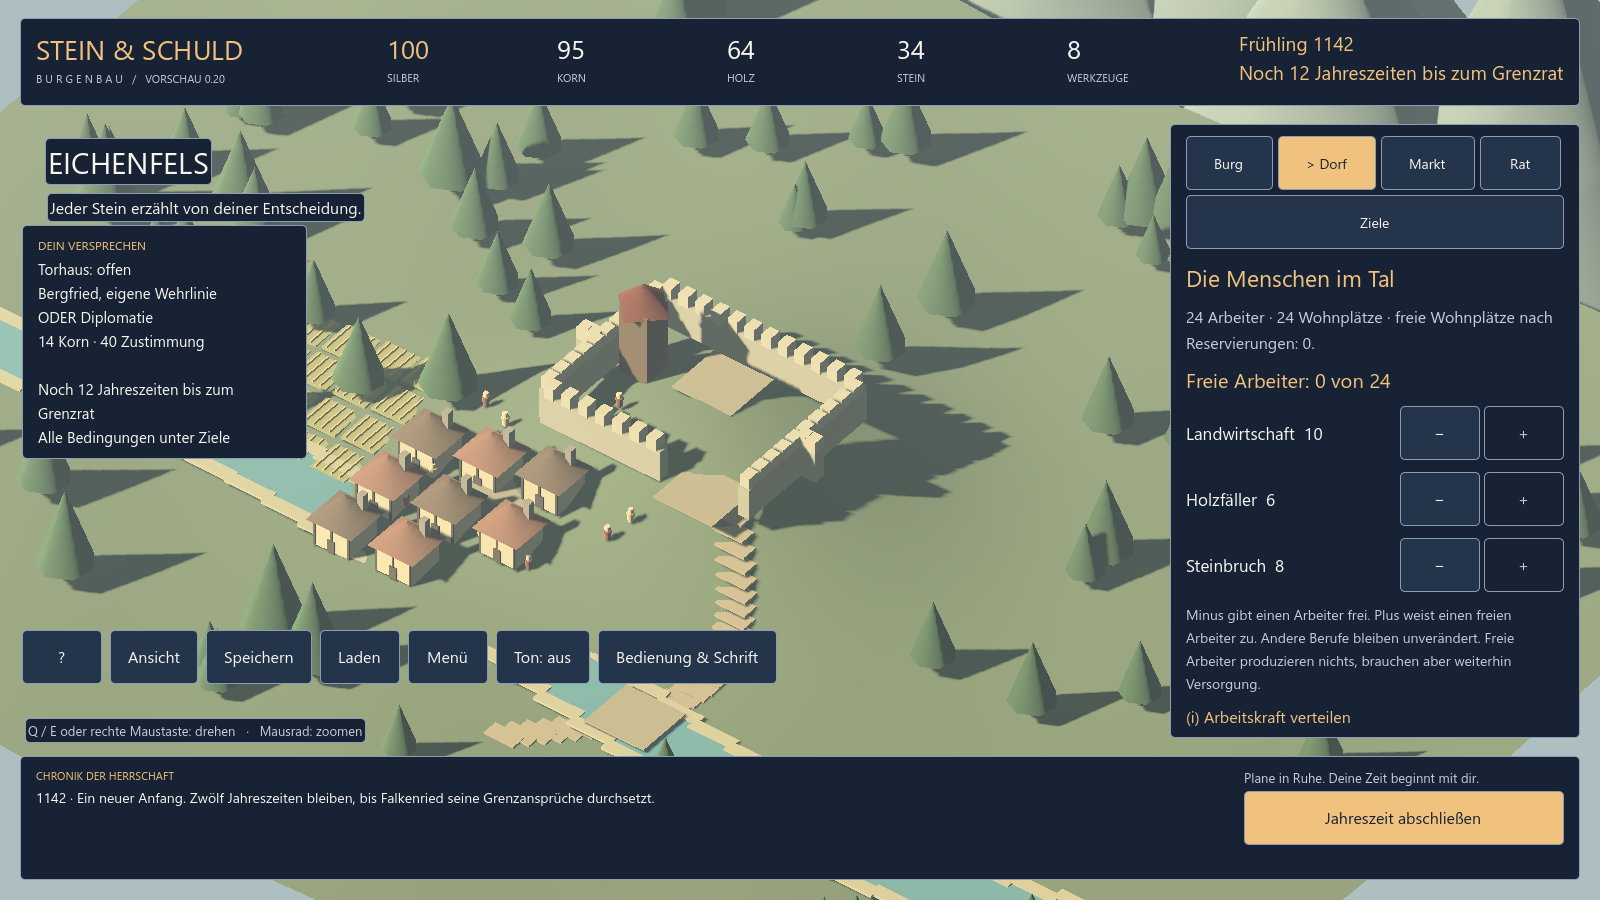 STEIN & SCHULD
BURGENBAU / VORSCHAU 0.20
100
SILBER
95
KORN
64
HOLZ
34
STEIN
8
WERKZEUGE
Frühling 1142
Noch 12 Jahreszeiten bis zum Grenzrat
EICHENFELS
Jeder Stein erzählt von deiner Entscheidung.
DEIN VERSPRECHEN
Torhaus: offen
Bergfried, eigene Wehrlinie
ODER Diplomatie
14 Korn · 40 Zustimmung
Noch 12 Jahreszeiten bis zum
Grenzrat
Alle Bedingungen unter Ziele
Burg
> Dorf
Markt
Rat
Ziele
Die Menschen im Tal
24 Arbeiter · 24 Wohnplätze · freie Wohnplätze nach
Reservierungen: 0.
Freie Arbeiter: 0 von 24
Landwirtschaft 10
− +
Holzfäller 6
− +
Steinbruch 8
− +
Minus gibt einen Arbeiter frei. Plus weist einen freien
Arbeiter zu. Andere Berufe bleiben unverändert. Freie
Arbeiter produzieren nichts, brauchen aber weiterhin
Versorgung.
(i) Arbeitskraft verteilen
?
Ansicht
Speichern
Laden
Menü
Ton: aus
Bedienung & Schrift
Q / E oder rechte Maustaste: drehen · Mausrad: zoomen
CHRONIK DER HERRSCHAFT
1142 · Ein neuer Anfang. Zwölf Jahreszeiten bleiben, bis Falkenried seine Grenzansprüche durchsetzt.
Plane in Ruhe. Deine Zeit beginnt mit dir.
Jahreszeit abschließen